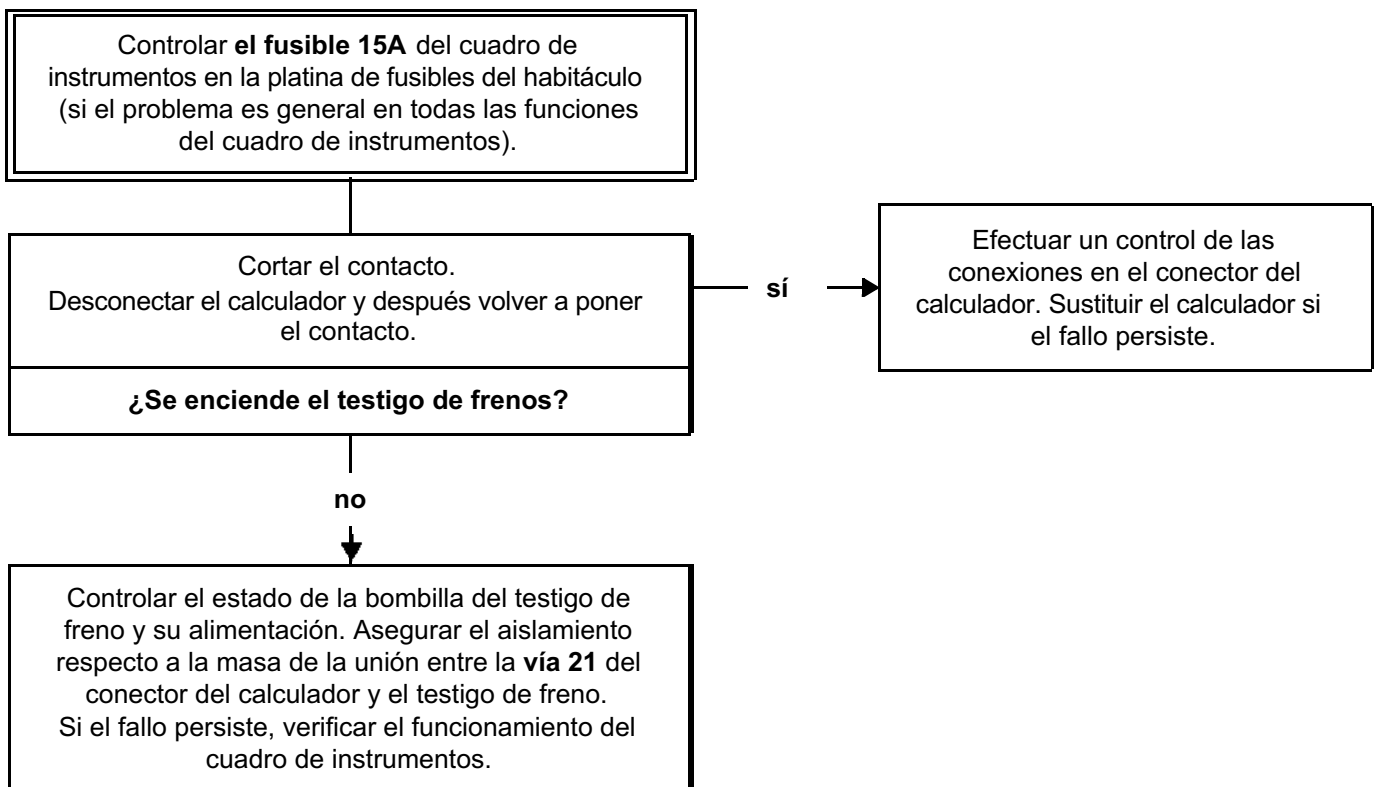 Controlar el fusible 15A del cuadro de
instrumentos en la platina de fusibles del habitáculo
(si el problema es general en todas las funciones
del cuadro de instrumentos).
Cortar el contacto.
Desconectar el calculador y después volver a poner
el contacto.
¿Se enciende el testigo de frenos?
sí
Efectuar un control de las
conexiones en el conector del
calculador. Sustituir el calculador si
el fallo persiste.
no
Controlar el estado de la bombilla del testigo de
freno y su alimentación. Asegurar el aislamiento
respecto a la masa de la unión entre la vía 21 del
conector del calculador y el testigo de freno.
Si el fallo persiste, verificar el funcionamiento del
cuadro de instrumentos.